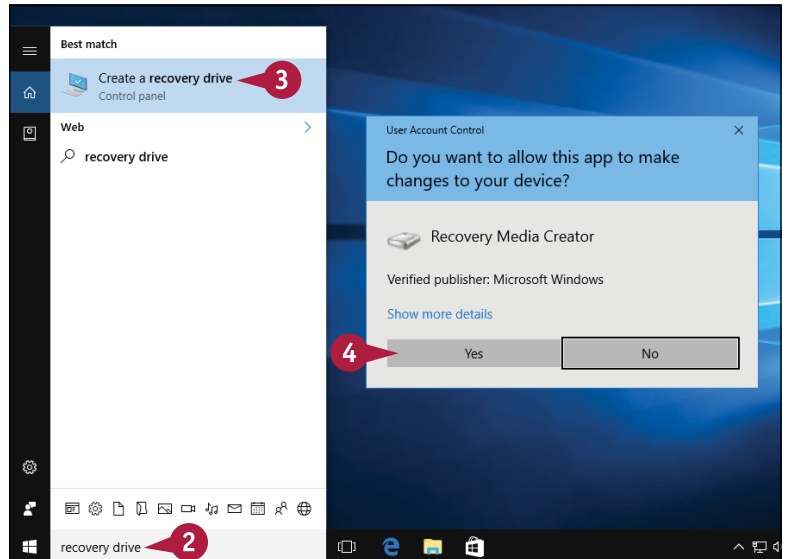 Best match
Create a recovery drive
Control panel
3
Web
recovery drive
User Account Control
Do you want to allow this app to make
changes to your device?
Recovery Media Creator
Verified publisher: Microsoft Windows
Show more details
4
Yes
No
recovery drive
2